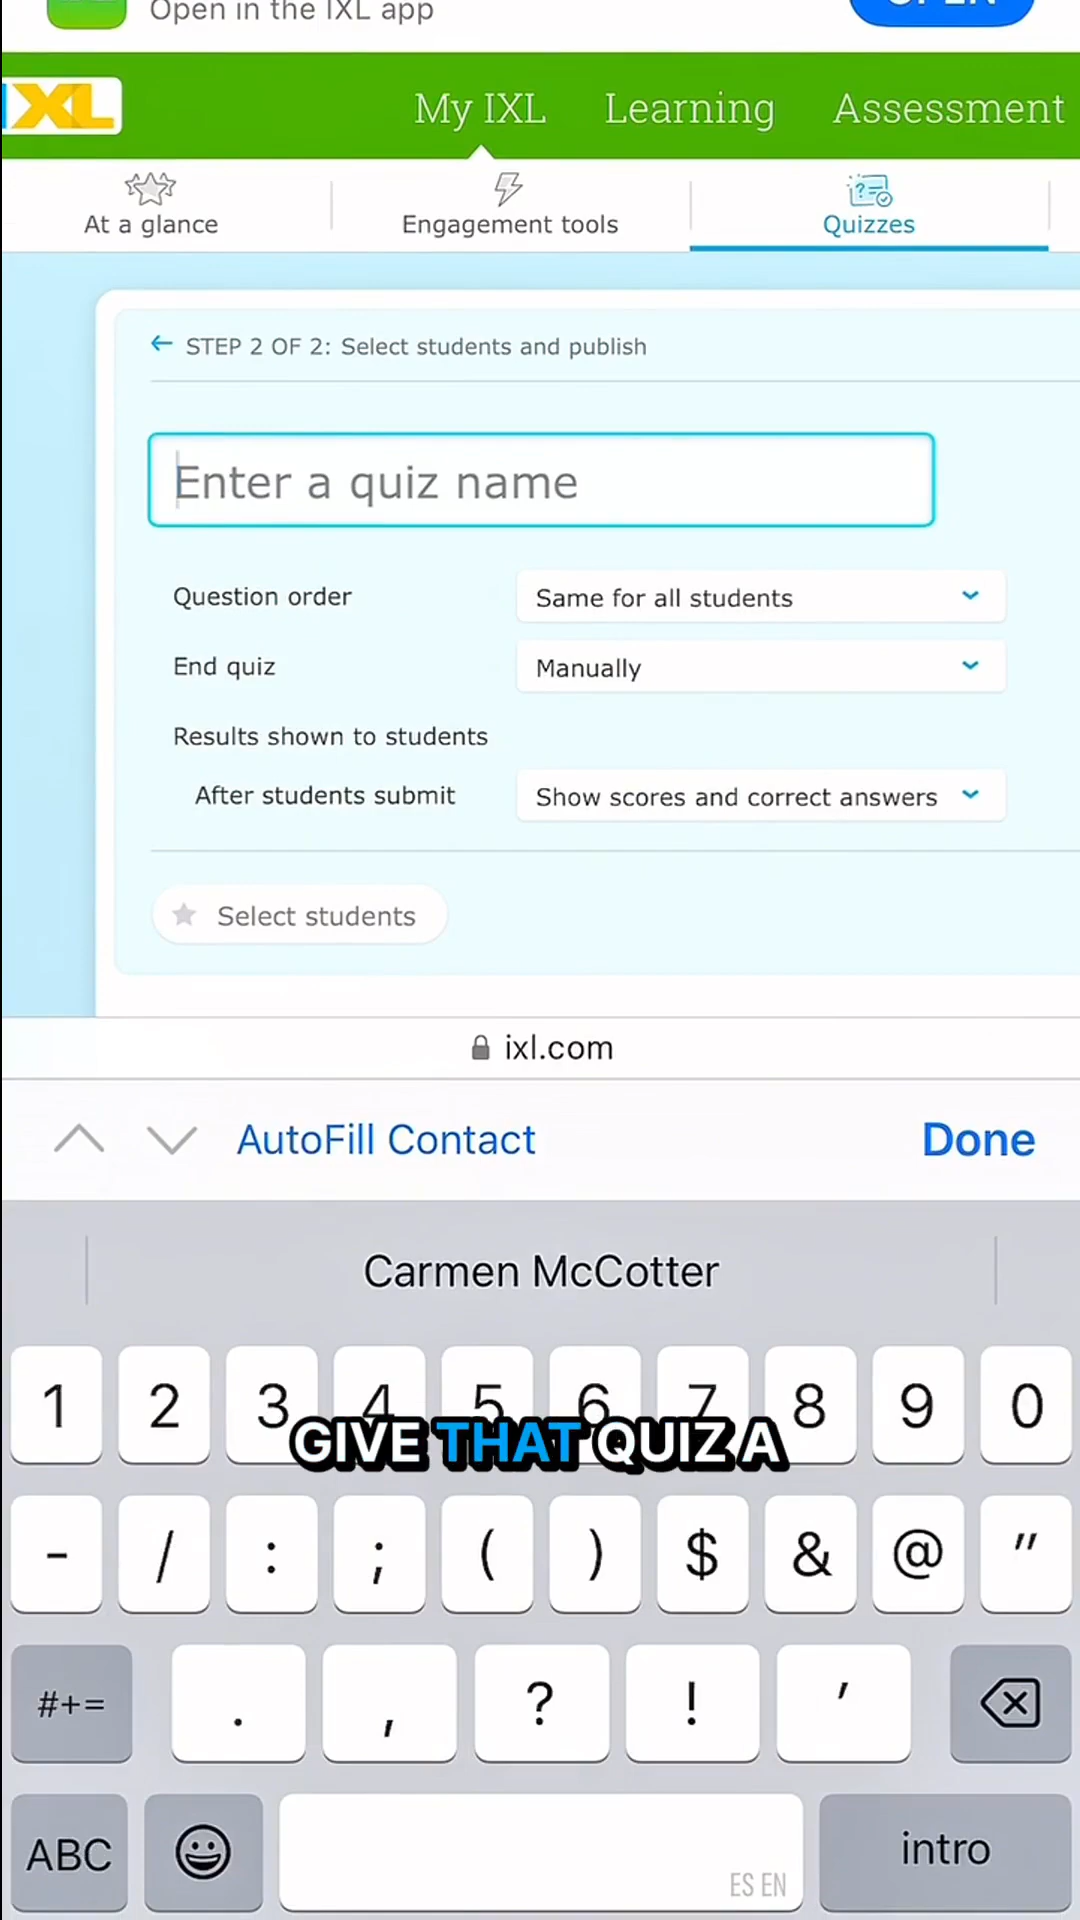 Open in the IXL app
OPEN
IXL
My IXL Learning Assessment
At a glance
Engagement tools
Quizzes
STEP 2 OF 2: Select students and publish
Enter a quiz name
Question order Same for all students
End quiz Manually
Results shown to students
After students submit Show scores and correct answers
Select students
ixl.com
AutoFill Contact Done
Carmen McCotter
1 2 3 4 5 6 7 8 9 0
GIVE THAT QUIZ A
- / : ; ( ) $ & @ "
#+= . , ? ! '
ABC ES EN intro